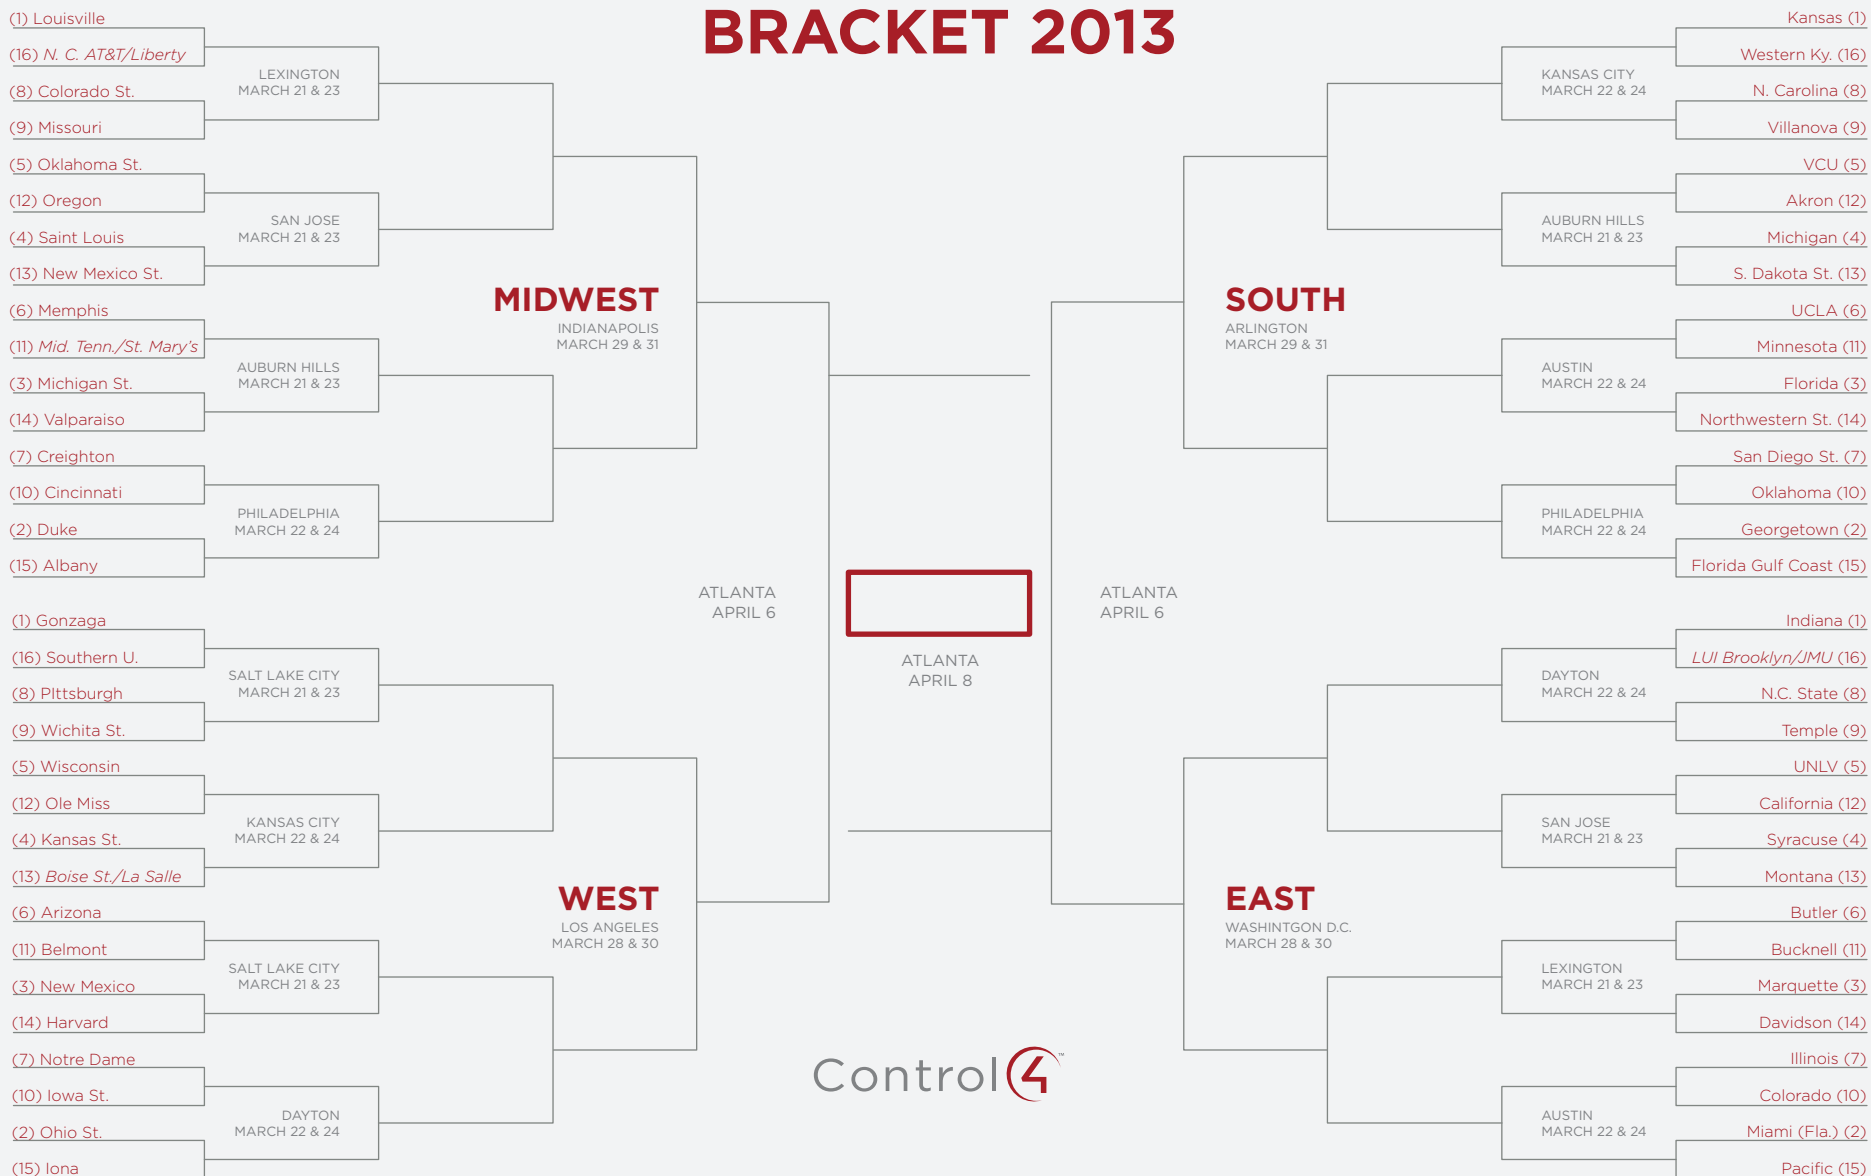 BRACKET 2013
(1) Louisville
(16) N. C. AT&T/Liberty
LEXINGTON
MARCH 21 & 23
(8) Colorado St.
(9) Missouri
(5) Oklahoma St.
(12) Oregon
SAN JOSE
MARCH 21 & 23
(4) Saint Louis
(13) New Mexico St.
(6) Memphis
(11) Mid. Tenn./St. Mary's
AUBURN HILLS
MARCH 21 & 23
(3) Michigan St.
(14) Valparaiso
(7) Creighton
(10) Cincinnati
PHILADELPHIA
MARCH 22 & 24
(2) Duke
(15) Albany
MIDWEST
INDIANAPOLIS
MARCH 29 & 31
(1) Gonzaga
(16) Southern U.
SALT LAKE CITY
MARCH 21 & 23
(8) PIttsburgh
(9) Wichita St.
(5) Wisconsin
(12) Ole Miss
KANSAS CITY
MARCH 22 & 24
(4) Kansas St.
(13) Boise St./La Salle
(6) Arizona
(11) Belmont
SALT LAKE CITY
MARCH 21 & 23
(3) New Mexico
(14) Harvard
(7) Notre Dame
(10) Iowa St.
DAYTON
MARCH 22 & 24
(2) Ohio St.
(15) Iona
WEST
LOS ANGELES
MARCH 28 & 30
ATLANTA
APRIL 6
ATLANTA
APRIL 8
ATLANTA
APRIL 6
Control4™
Kansas (1)
Western Ky. (16)
KANSAS CITY
MARCH 22 & 24
N. Carolina (8)
Villanova (9)
VCU (5)
Akron (12)
AUBURN HILLS
MARCH 21 & 23
Michigan (4)
S. Dakota St. (13)
UCLA (6)
Minnesota (11)
AUSTIN
MARCH 22 & 24
Florida (3)
Northwestern St. (14)
San Diego St. (7)
Oklahoma (10)
PHILADELPHIA
MARCH 22 & 24
Georgetown (2)
Florida Gulf Coast (15)
SOUTH
ARLINGTON
MARCH 29 & 31
Indiana (1)
LUI Brooklyn/JMU (16)
DAYTON
MARCH 22 & 24
N.C. State (8)
Temple (9)
UNLV (5)
California (12)
SAN JOSE
MARCH 21 & 23
Syracuse (4)
Montana (13)
Butler (6)
Bucknell (11)
LEXINGTON
MARCH 21 & 23
Marquette (3)
Davidson (14)
Illinois (7)
Colorado (10)
AUSTIN
MARCH 22 & 24
Miami (Fla.) (2)
Pacific (15)
EAST
WASHINTGON D.C.
MARCH 28 & 30